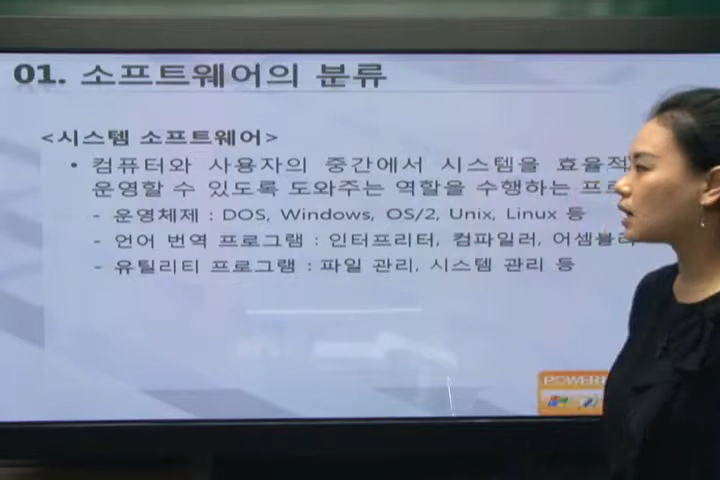 01. 소프트웨어의 분류
<시스템 소프트웨어>
• 컴퓨터와 사용자의 중간에서 시스템을
운영할 수 있도록 도와주는 역할을 수행하는
- 운영체제 : DOS, Windows, OS/2, Unix, Linux 등
- 언어 번역 프로그램 : 인터프리터, 컴파일러,
- 유틸리티 프로그램 : 파일 관리, 시스템 관리 등